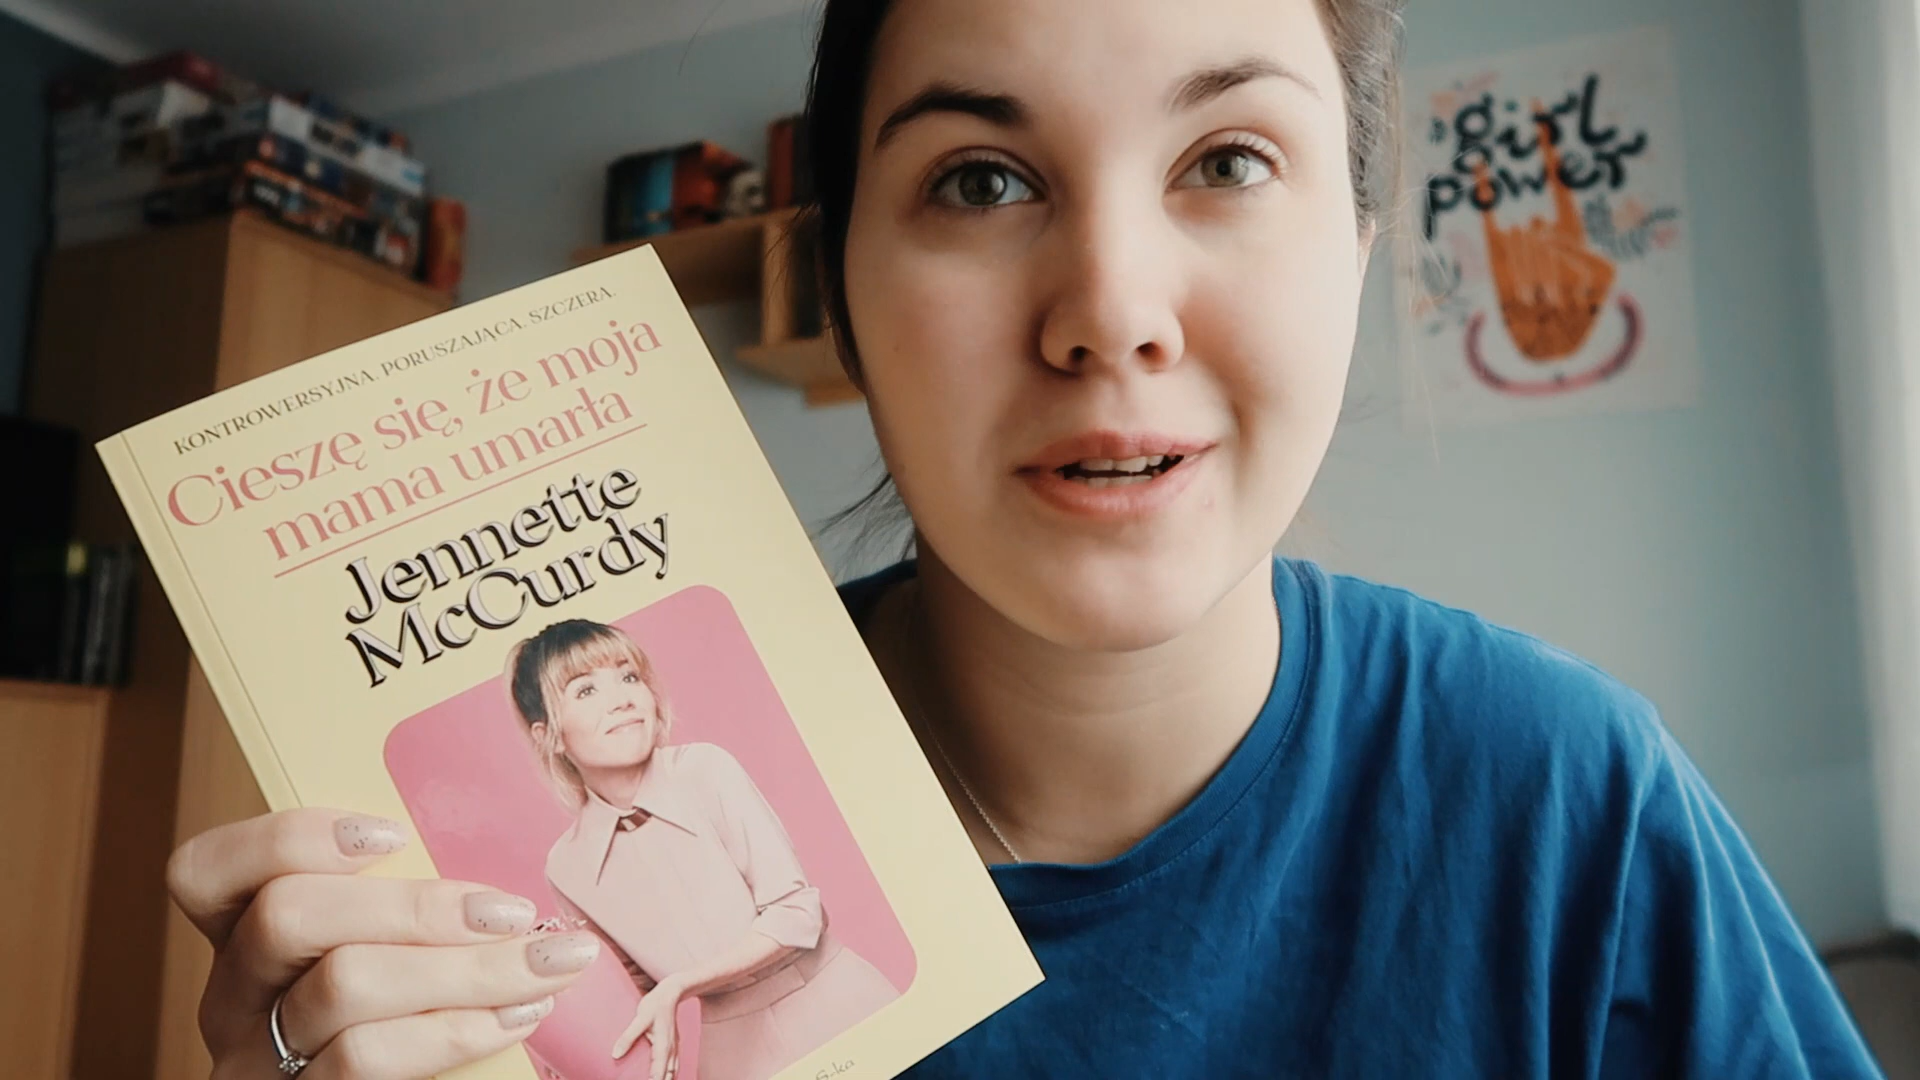 KONTROWERSYJNA. PORUSZAJĄCA. SZCZERA.
Cieszę się, że moja
mama umarła
Jennette
McCurdy
girl
power